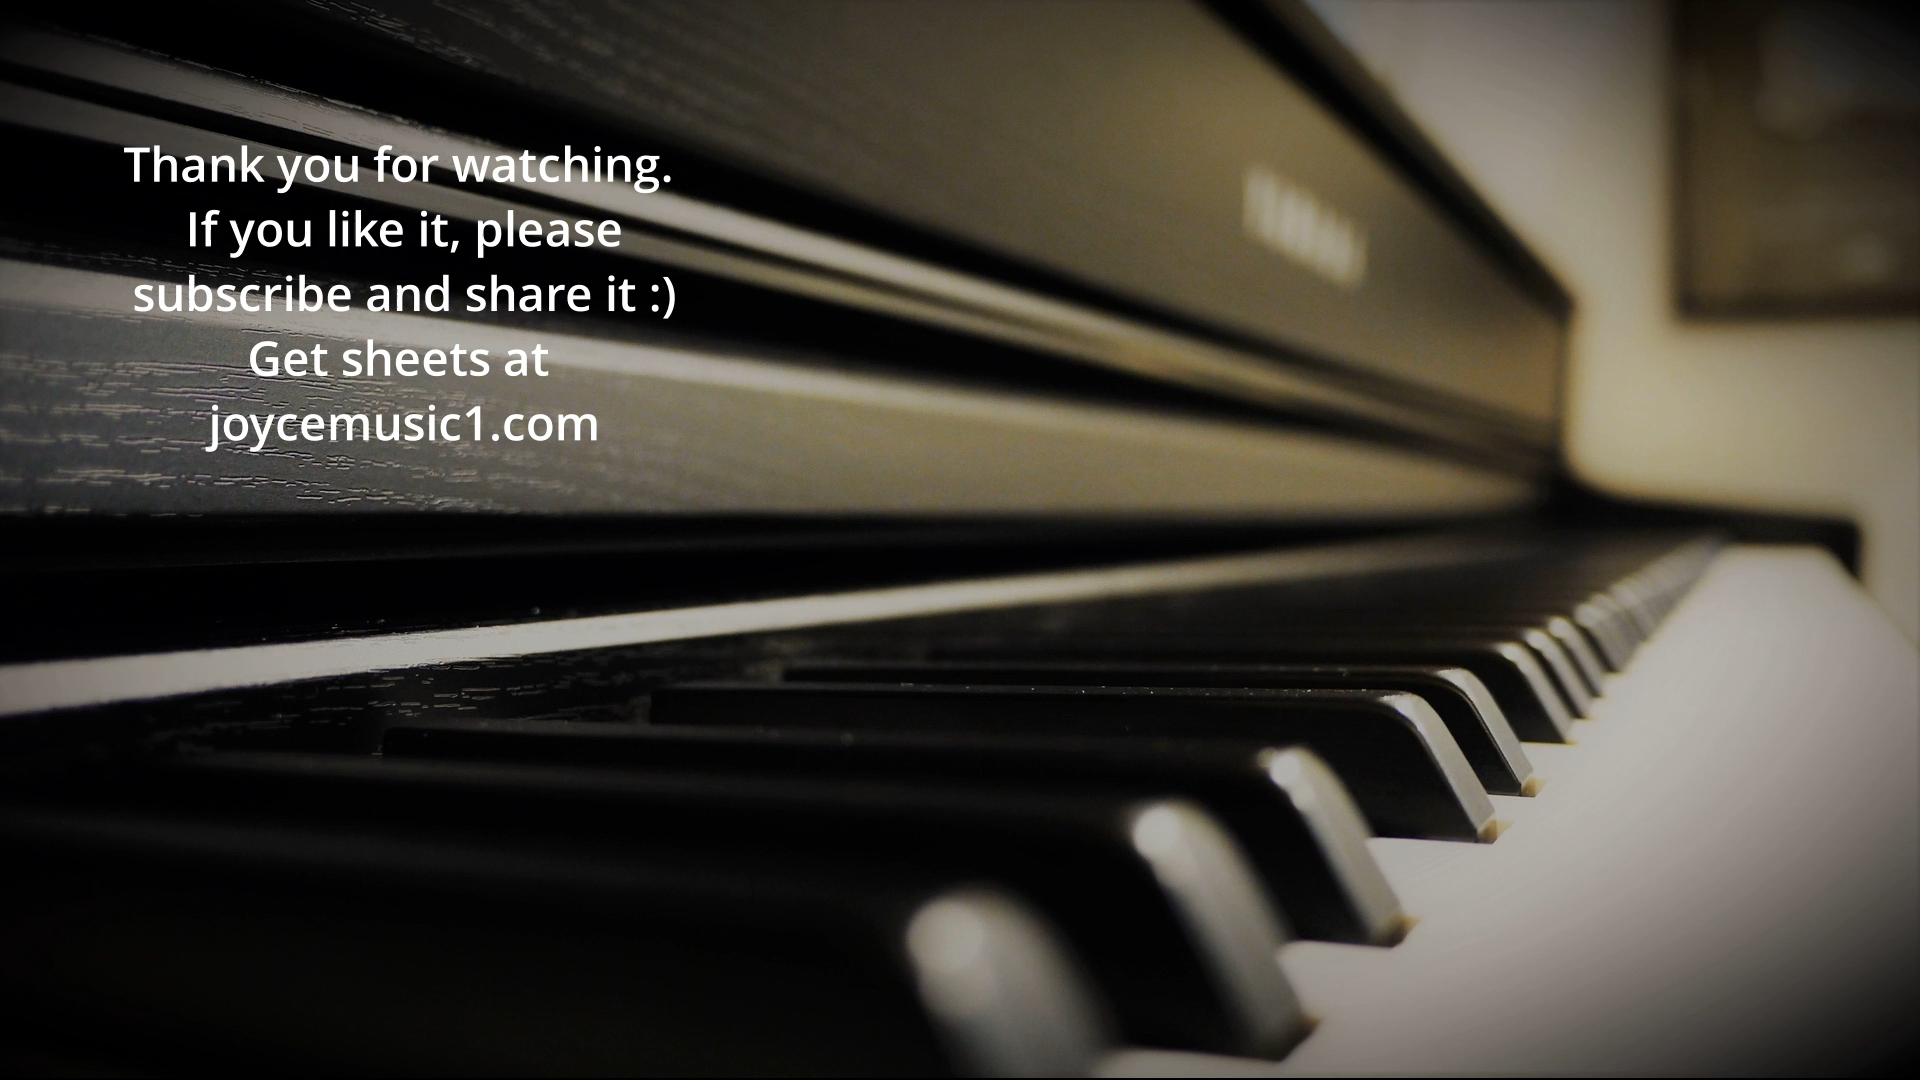 Thank you for watching.
If you like it, please
subscribe and share it :)
Get sheets at
joycemusic1.com